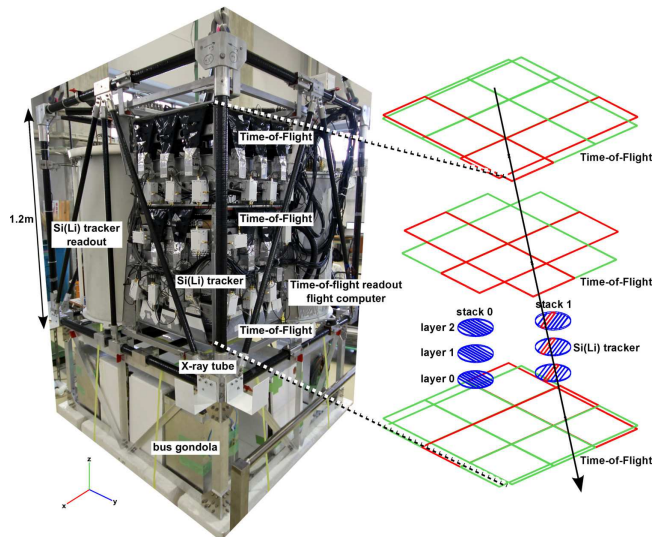 Time-of-Flight
Time-of-Flight
1.2m
Si(Li) tracker
readout
Time-of-Flight
Si(Li) tracker
Time-of-flight readout
flight computer
Time-of-Flight
stack 0
stack 1
layer 2
layer 1
Si(Li) tracker
layer 0
Time-of-Flight
X-ray tube
bus gondola
Time-of-Flight
z
x
y